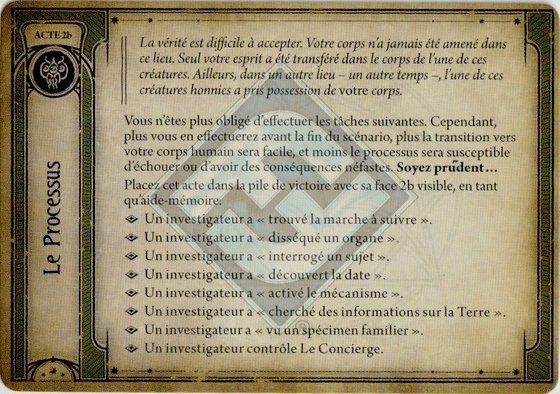 ACTE 2b
Le Processus
La vérité est difficile à accepter. Votre corps n'a jamais été amené dans
ce lieu. Seul votre esprit a été transféré dans le corps de l'une de ces
créatures. Ailleurs, dans un autre lieu – un autre temps –, l'une de ces
créatures honnies a pris possession de votre corps.
Vous n'êtes plus obligé d'effectuer les tâches suivantes. Cependant,
plus vous en effectuerez avant la fin du scénario, plus la transition vers
votre corps humain sera facile, et moins le processus sera susceptible
d'échouer ou d'avoir des conséquences néfastes. Soyez prudent…
Placez cet acte dans la pile de victoire avec sa face 2b visible, en tant
qu'aide-mémoire.
Un investigateur a « trouvé la marche à suivre ».
Un investigateur a « disséqué un organe ».
Un investigateur a « interrogé un sujet ».
Un investigateur a « découvert la date ».
Un investigateur a « activé le mécanisme ».
Un investigateur a « cherché des informations sur la Terre ».
Un investigateur a « vu un spécimen familier ».
Un investigateur contrôle Le Concierge.